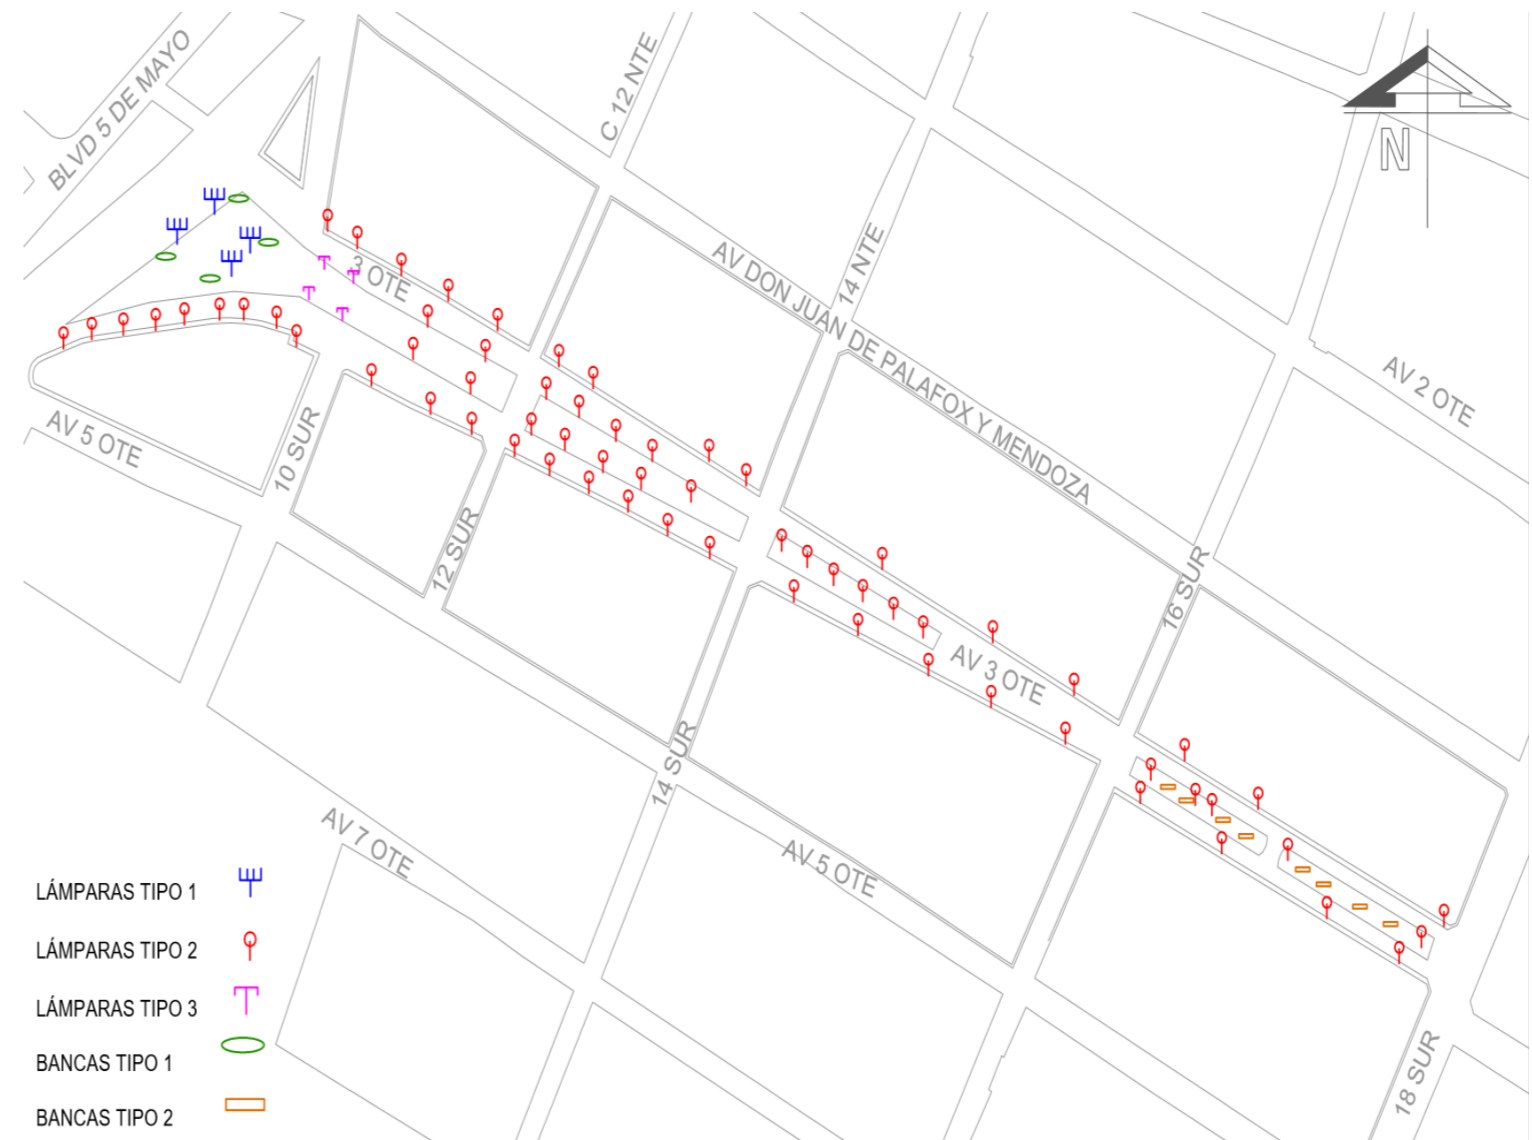 BLVD 5 DE MAYO
C 12 NTE
N
14 NTE
AV DON JUAN DE PALAFOX Y MENDOZA
3 OTE
AV 2 OTE
AV 5 OTE
10 SUR
12 SUR
16 SUR
AV 3 OTE
14 SUR
AV 7 OTE
AV 5 OTE
18 SUR
LÁMPARAS TIPO 1
LÁMPARAS TIPO 2
LÁMPARAS TIPO 3
BANCAS TIPO 1
BANCAS TIPO 2